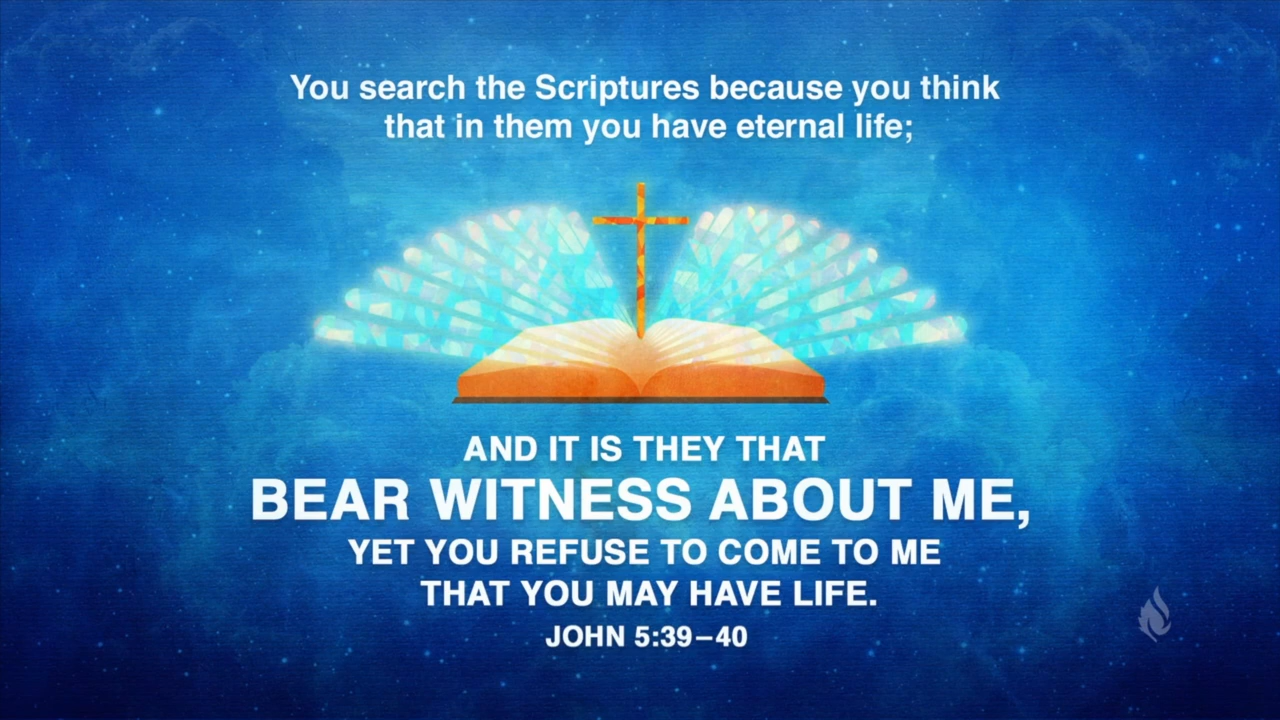 You search the Scriptures because you think
that in them you have eternal life;
AND IT IS THEY THAT
BEAR WITNESS ABOUT ME,
YET YOU REFUSE TO COME TO ME
THAT YOU MAY HAVE LIFE.
JOHN 5:39–40